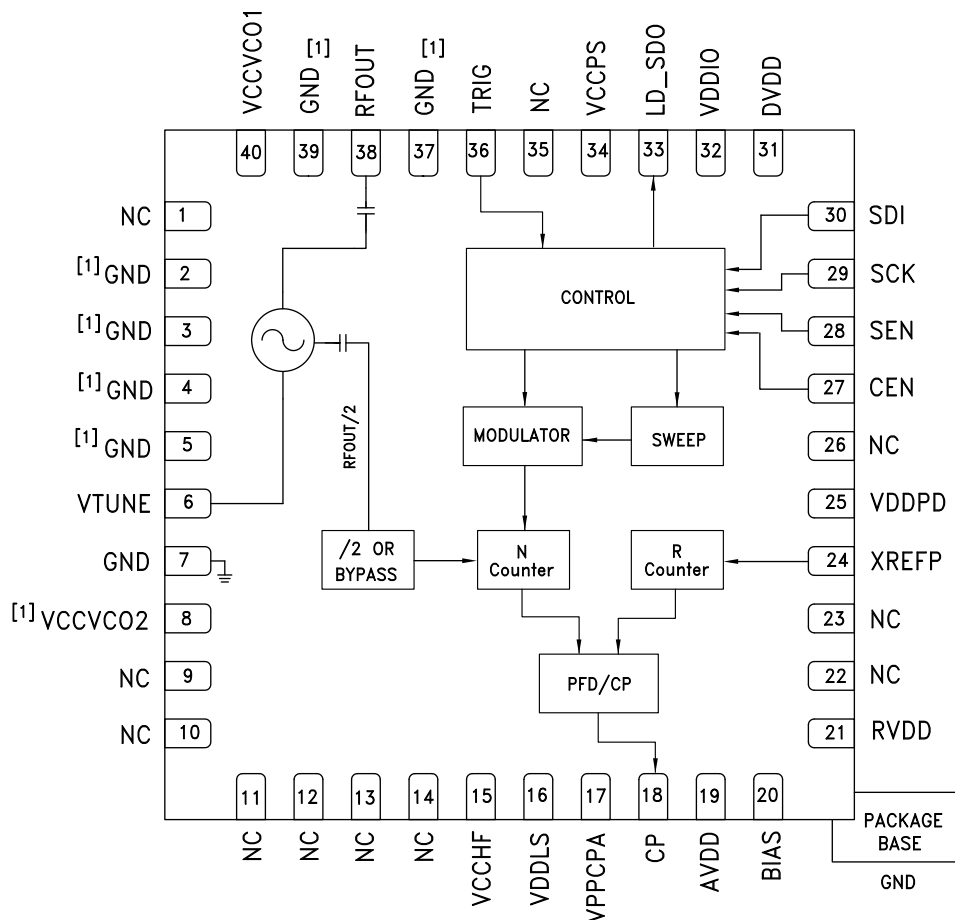 VCCVCO1
GND [1]
RFOUT
GND [1]
TRIG
NC
VCCPS
LD_SDO
VDDIO
DVDD
40
39
38
37
36
35
34
33
32
31
NC 1
[1] GND 2
[1] GND 3
[1] GND 4
[1] GND 5
VTUNE 6
GND 7
[1] VCCVCO2 8
NC 9
NC 10
CONTROL
MODULATOR
SWEEP
RFOUT/2
/2 OR
BYPASS
N
Counter
R
Counter
PFD/CP
30 SDI
29 SCK
28 SEN
27 CEN
26 NC
25 VDDPD
24 XREFP
23 NC
22 NC
21 RVDD
11
12
13
14
15
16
17
18
19
20
NC
NC
NC
NC
VCCHF
VDDLS
VPPCPA
CP
AVDD
BIAS
PACKAGE
BASE
GND